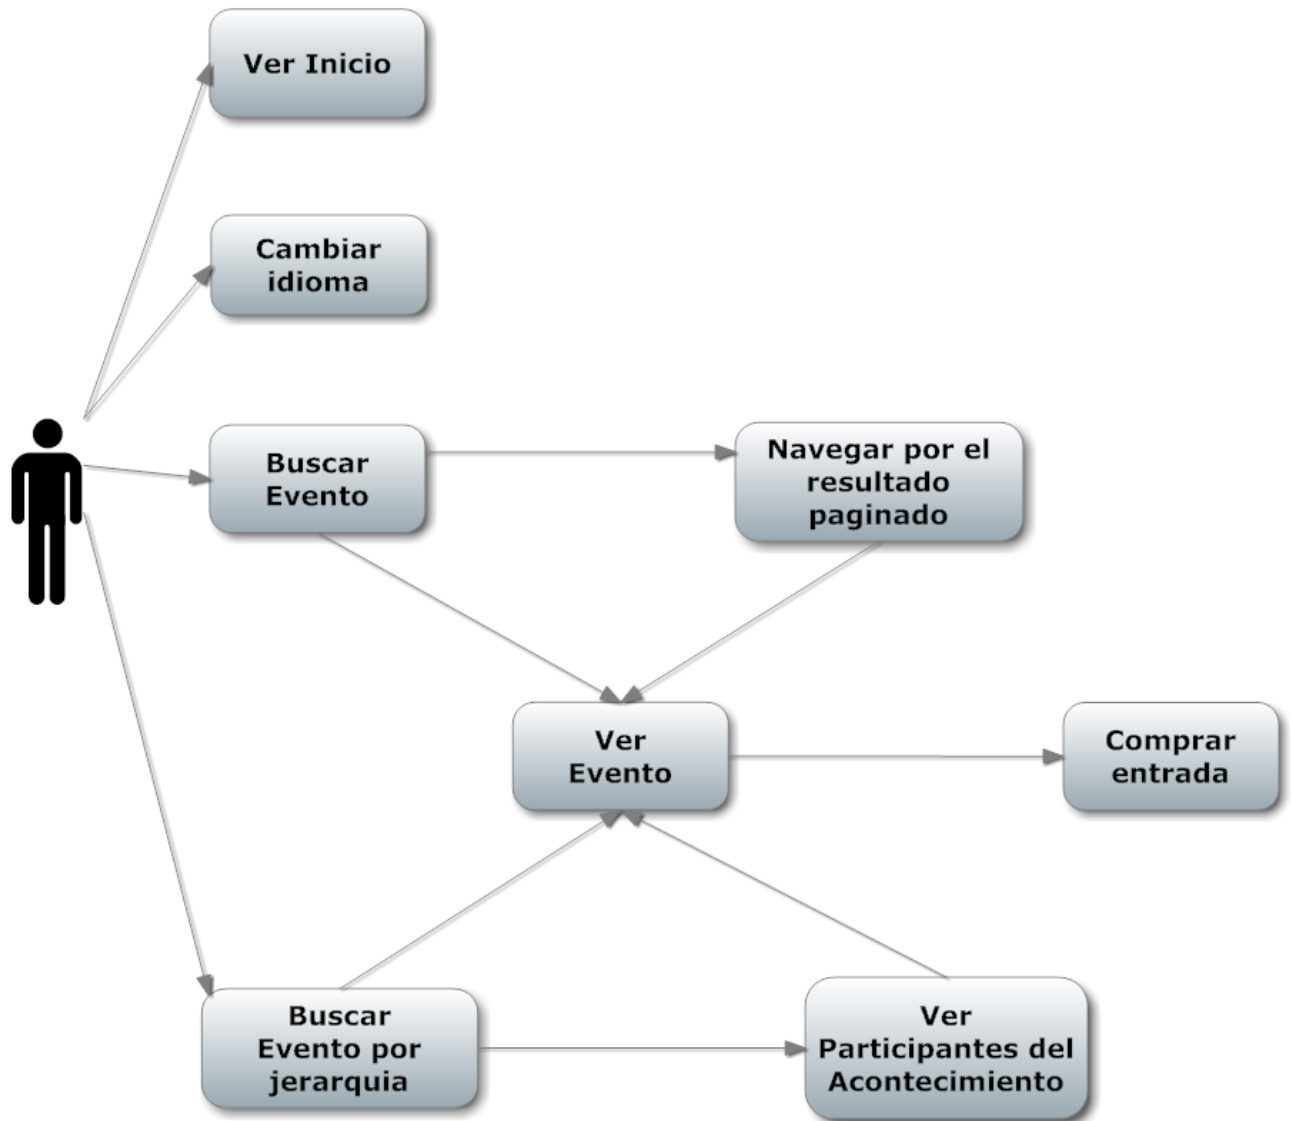 Ver Inicio
Cambiar
idioma
Buscar
Evento
Navegar por el
resultado
paginado
Ver
Evento
Comprar
entrada
Buscar
Evento por
jerarquia
Ver
Participantes del
Acontecimiento